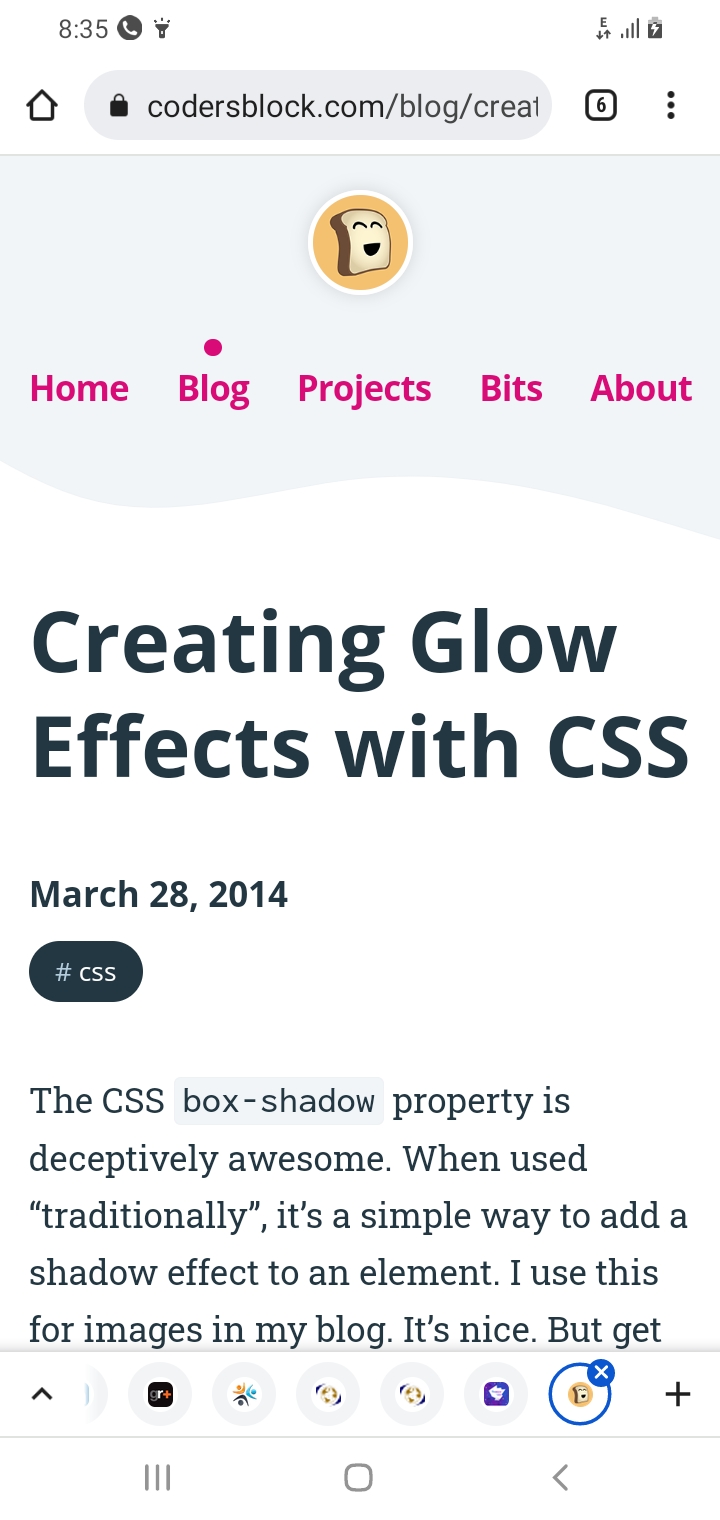 8:35
E
codersblock.com/blog/creat
6
Home Blog Projects Bits About
Creating Glow
Effects with CSS
March 28, 2014
# css
The CSS box-shadow property is
deceptively awesome. When used
“traditionally”, it’s a simple way to add a
shadow effect to an element. I use this
for images in my blog. It’s nice. But get
gr+